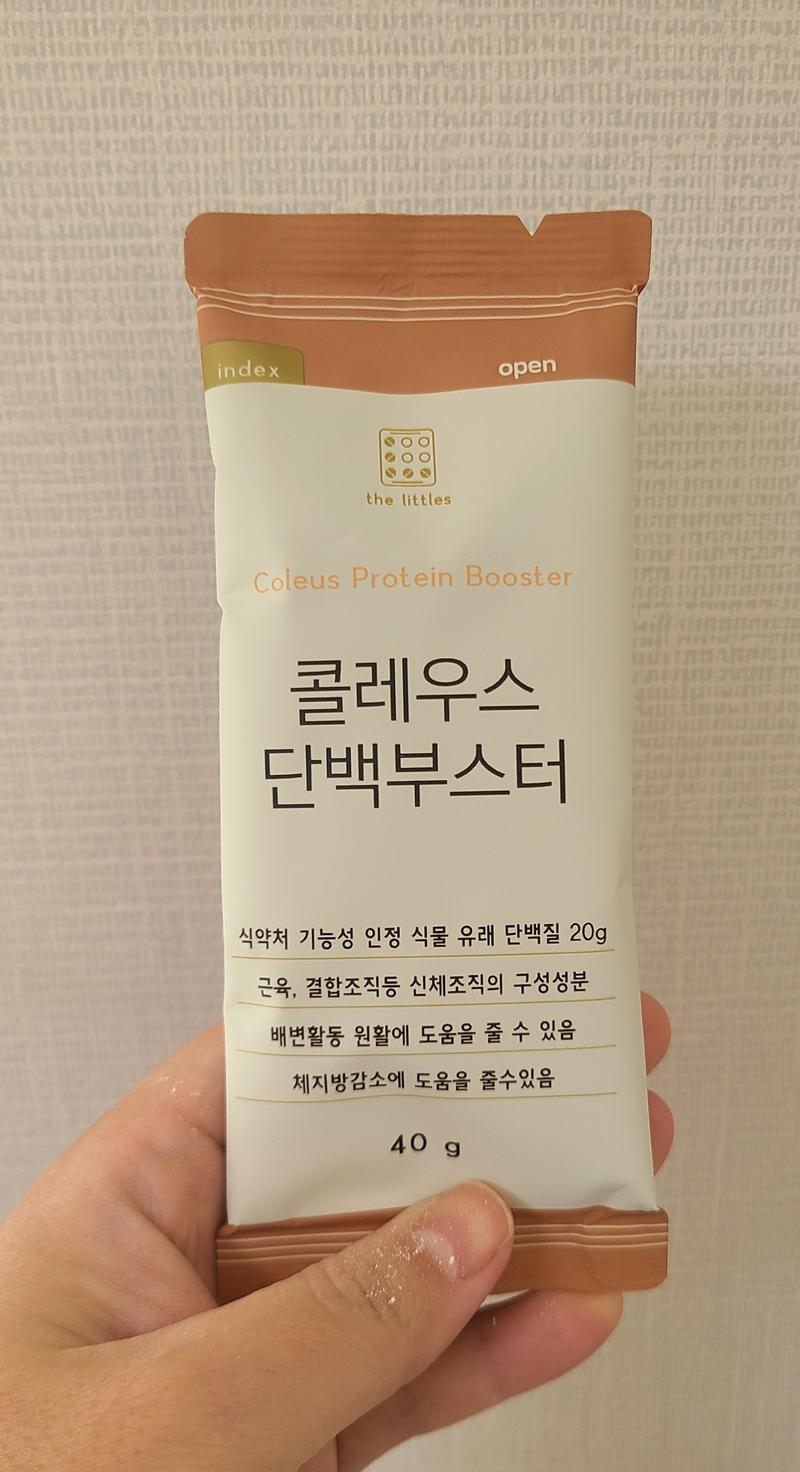 index
open
the littles
Coleus Protein Booster
콜레우스
단백부스터
식약처 기능성 인정 식물 유래 단백질 20g
근육, 결합조직등 신체조직의 구성성분
배변활동 원활에 도움을 줄 수 있음
체지방감소에 도움을 줄수있음
40 g